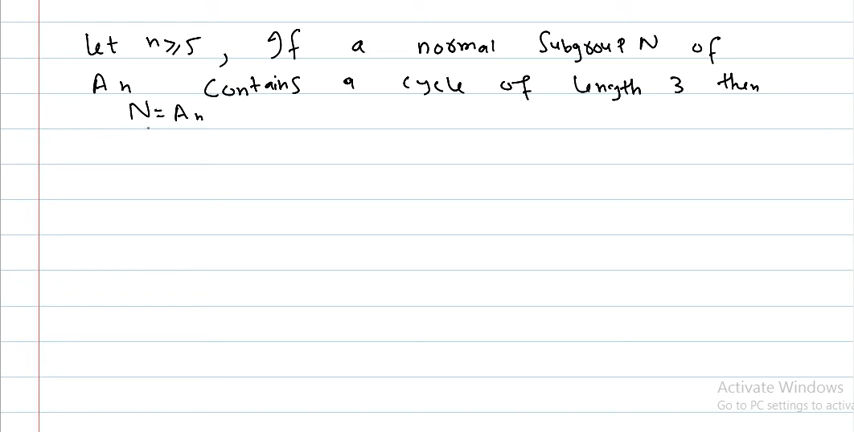 Let n≥5, If a normal Subgroup N of
An Contains a cycle of length 3 then
N=An
Activate Windows
Go to PC settings to activa